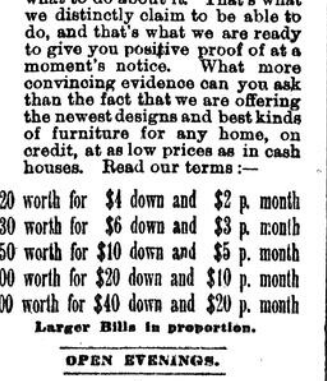 what to do about it. That's what
we distinctly claim to be able to
do, and that's what we are ready
to give you positive proof of at a
moment's notice. What more
convincing evidence can you ask
than the fact that we are offering
the newest designs and best kinds
of furniture for any home, on
credit, at as low prices as in cash
houses. Read our terms:—
20 worth for $4 down and $2 p. month
30 worth for $6 down and $3 p. month
50 worth for $10 down and $5 p. month
00 worth for $20 down and $10 p. month
00 worth for $40 down and $20 p. month
Larger Bills in proportion.
OPEN EVENINGS.